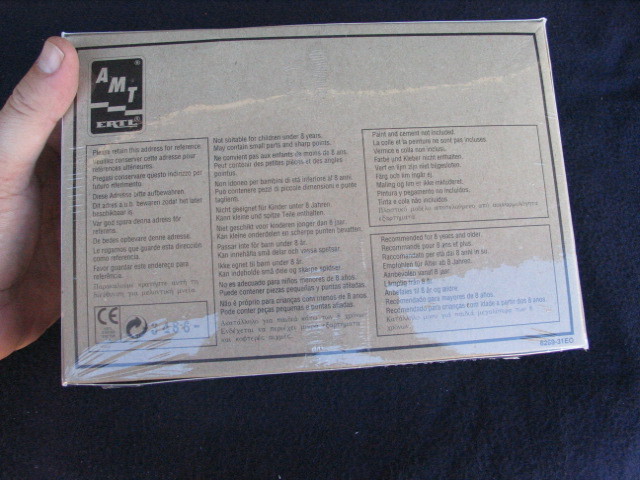 AMT
ERTL
Please retain this address for reference.
Veuillez conserver cette adresse pour
références ultérieures.
Pregasi conservare questo indirizzo per
futuro riferimento.
Diese Adresse bitte aufbewahren.
Dit adres a.u.b. bewaren zodat het later
beschikbaar is.
Var god spara denna adress för
referens.
De bedes opbevare denne adresse.
Le rogamos que guarde esta dirección
como referencia.
Favor guardar este endereço para
referência.
CE
Not suitable for children under 8 years.
May contain small parts and sharp points.
Ne convient pas aux enfants de moins de 8 ans.
Peut contenir des petites pièces et des angles
pointus.
Non idoneo per bambini di età inferiore al 8 anni.
Può contenere pezzi di piccole dimensioni e punte
taglienti.
Nicht geeignet für Kinder unter 8 Jahren.
Kann kleine und spitze Teile enthalten.
Niet geschikt voor kinderen jonger dan 8 jaar.
Kan kleine onderdelen en scherpe punten bevatten.
Passar inte för barn under 8 år.
Kan innehålla små delar och vassa spetsar.
Ikke egnet til børn under 8 år.
Kan indeholde små dele og skarpe spidser.
No es adecuado para niños menores de 8 años.
Puede contener piezas pequeñas y puntas afiladas.
Não é próprio para crianças com menos de 8 anos.
Pode conter peças pequenas e pontas afiadas.
Paint and cement not included.
La colle et la peinture ne sont pas incluses.
Vernice e colla non incluse.
Farbe und Kleber nicht enthalten.
Verf en lijm zijn niet bijgesloten.
Färg och lim ingår ej.
Maling og lim er ikke inkluderet.
Pintura y pegamento no incluidos.
Tinta e cola não incluídos.
Recommended for 8 years and older.
Recommandé pour 8 ans et plus.
Raccomandato per età dai 8 anni in su.
Empfohlen für Alter ab 8 Jahren.
Aanbevolen vanaf 8 jaar.
Lämplig från 8 år.
Anbefales til 8 år og ældre
Recomendado para mayores de 8 años.
Recomendado para crianças com idade a partir dos 8 anos
8209-31EO